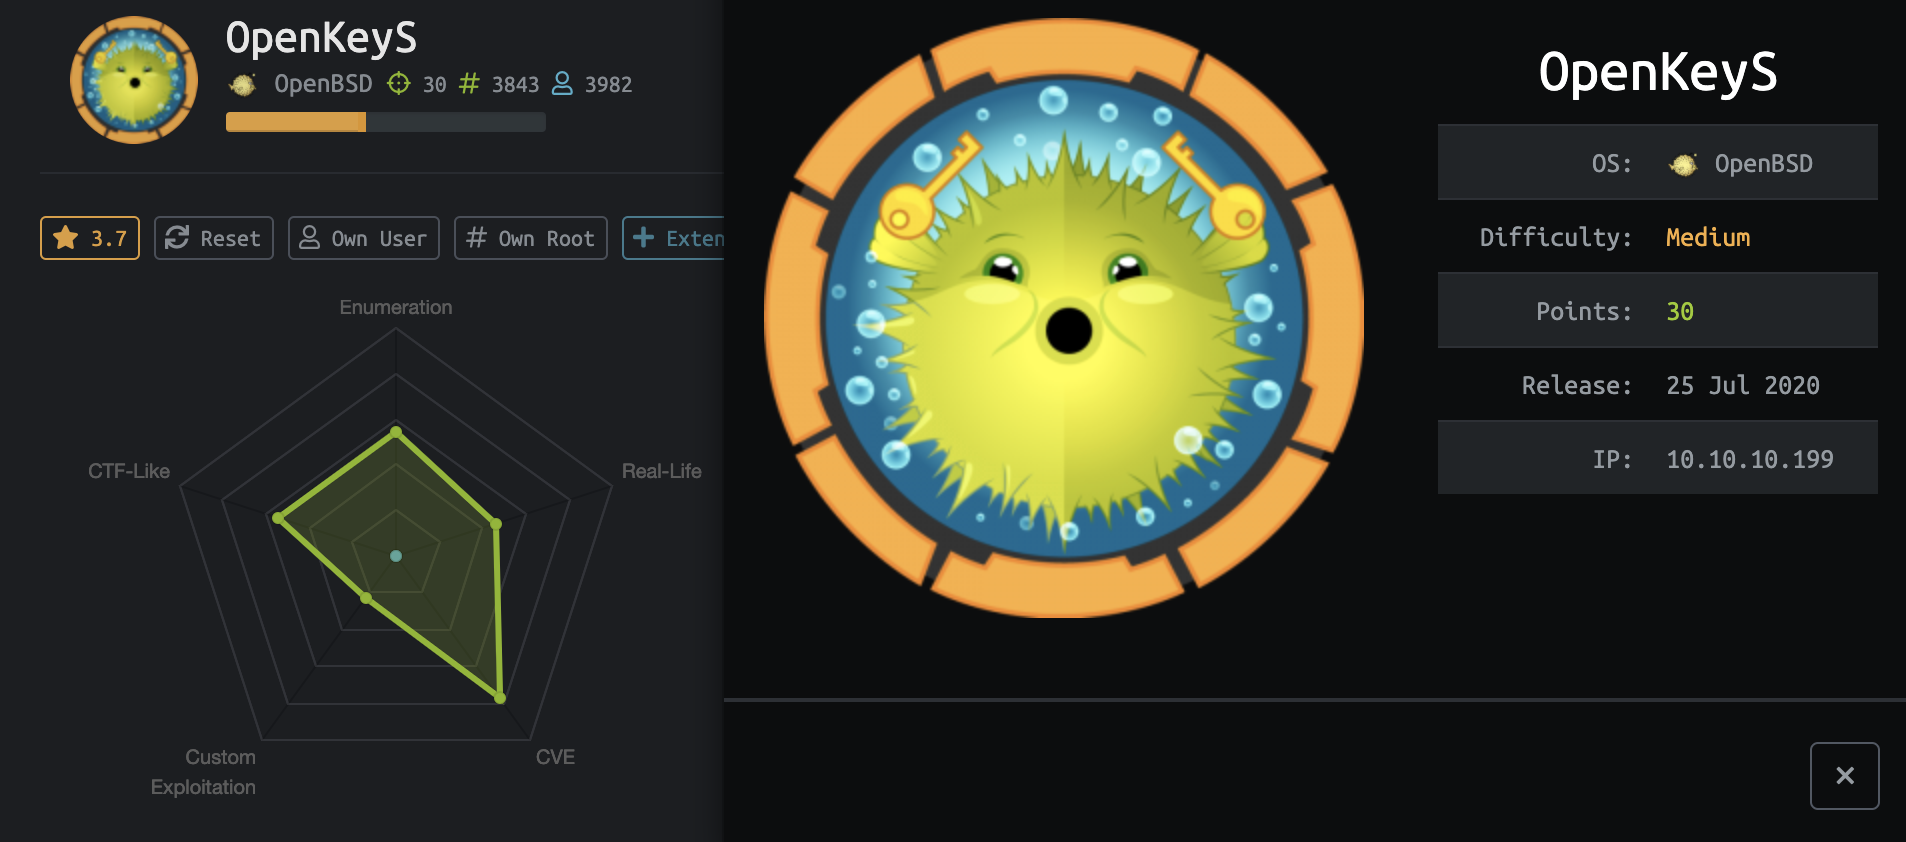 OpenKeyS
OpenBSD 30 # 3843 3982
3.7 Reset Own User # Own Root + Exten
Enumeration
CTF-Like
Real-Life
Custom
Exploitation
CVE
OpenKeyS
OS: OpenBSD
Difficulty: Medium
Points: 30
Release: 25 Jul 2020
IP: 10.10.10.199